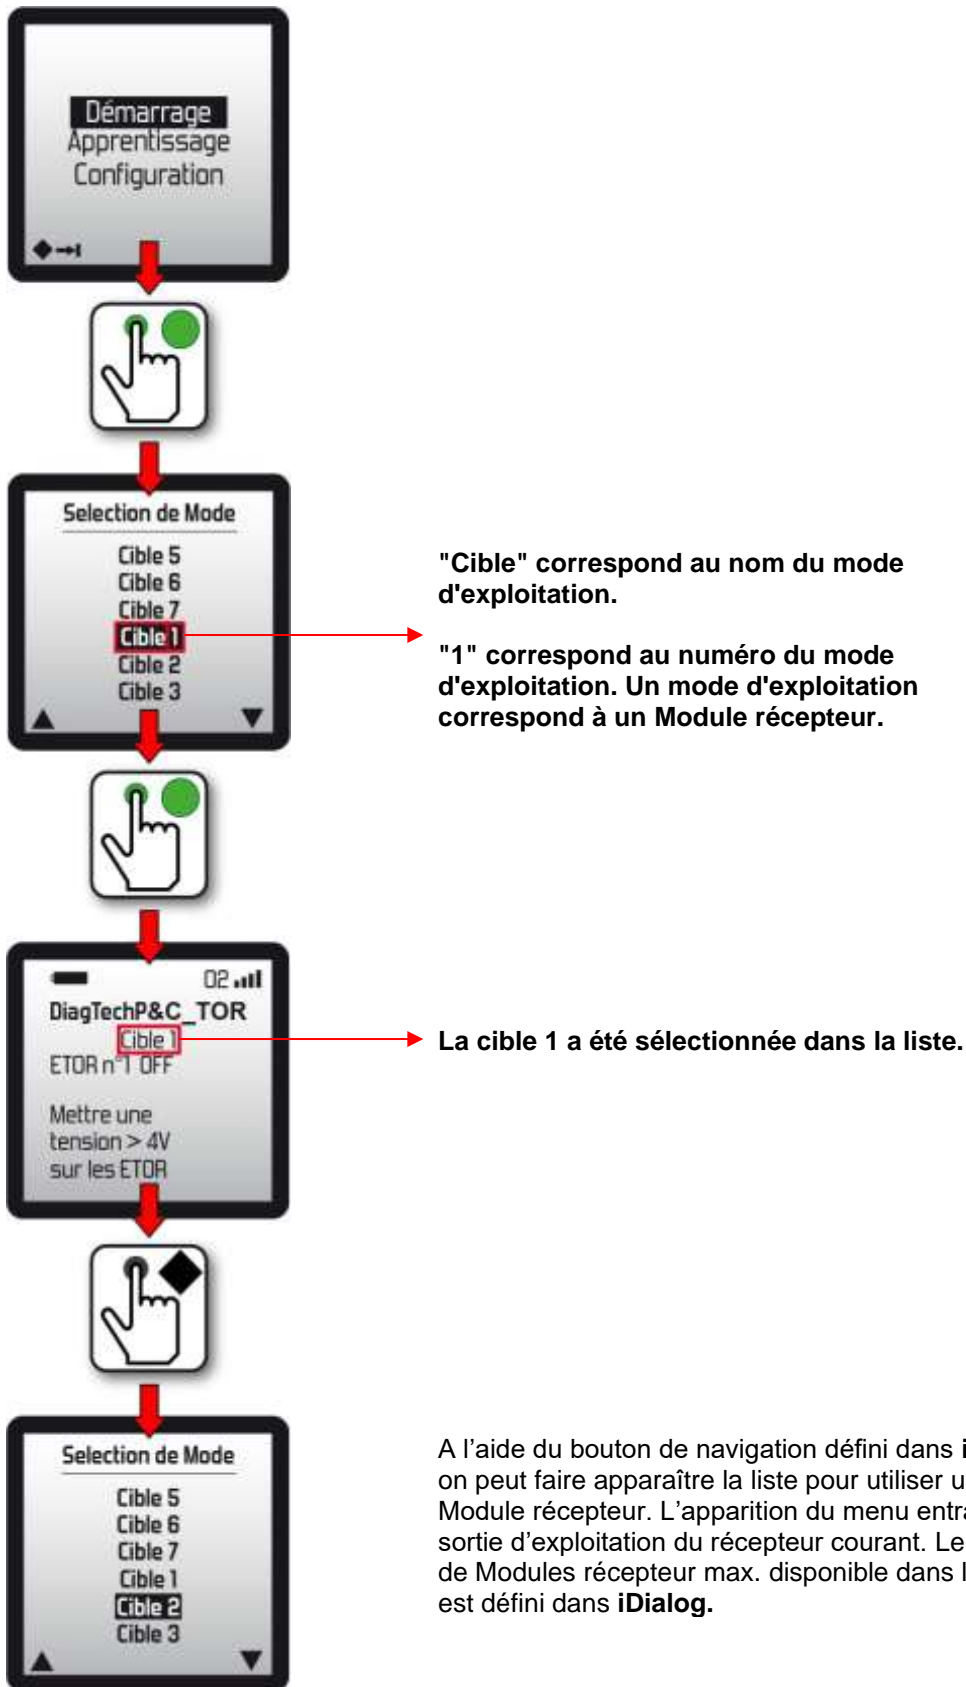 Démarrage
Apprentissage
Configuration
Selection de Mode
Cible 5
Cible 6
Cible 7
Cible 1
Cible 2
Cible 3
"Cible" correspond au nom du mode
d'exploitation.
"1" correspond au numéro du mode
d'exploitation. Un mode d'exploitation
correspond à un Module récepteur.
02
DiagTechP&C_TOR
Cible 1
ETOR n°1 OFF
Mettre une
tension > 4V
sur les ETOR
La cible 1 a été sélectionnée dans la liste.
Selection de Mode
Cible 5
Cible 6
Cible 7
Cible 1
Cible 2
Cible 3
A l’aide du bouton de navigation défini dans
on peut faire apparaître la liste pour utiliser
Module récepteur. L’apparition du menu
sortie d’exploitation du récepteur courant. Le
de Modules récepteur max. disponible dans
est défini dans iDialog.